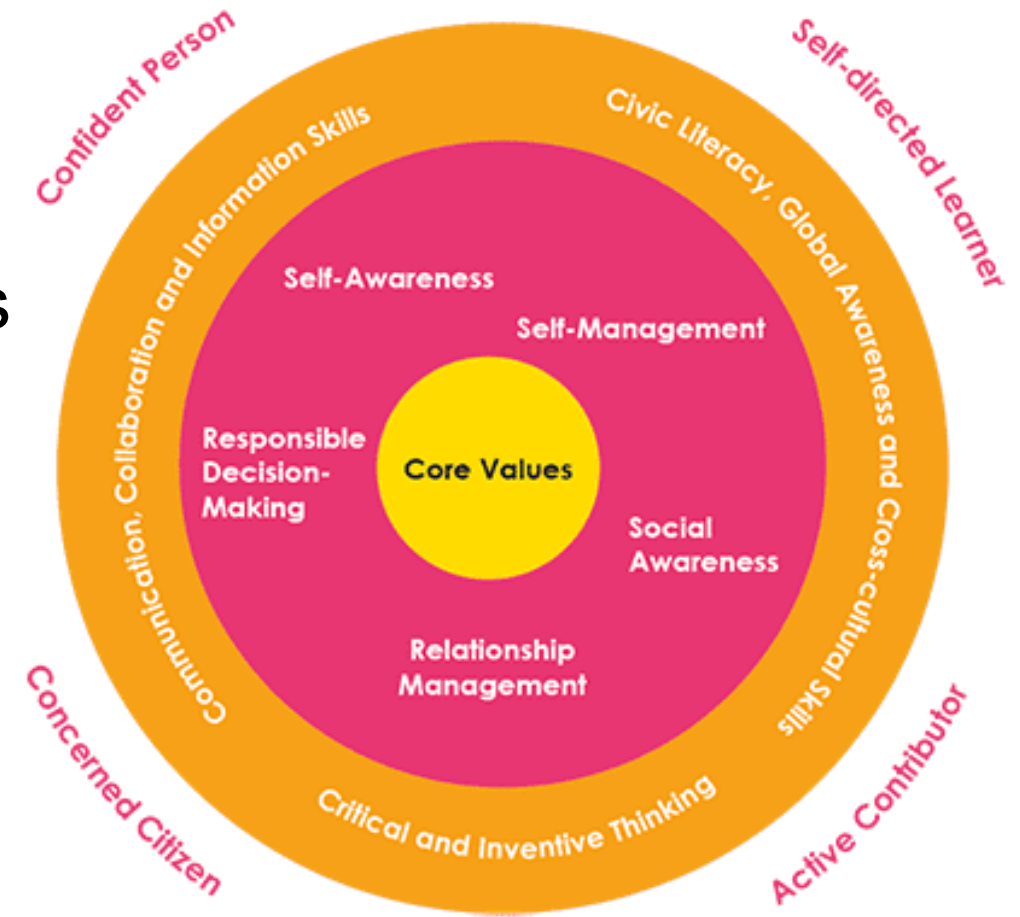 Confident Person
Self-directed Learner
Communication, Collaboration and Information Skills
Civic Literacy, Global Awareness and Cross-cultural Skills
Self-Awareness
Self-Management
s
Responsible
Decision-
Making
Core Values
Social
Awareness
Relationship
Management
Critical and Inventive Thinking
Concerned Citizen
Active Contributor